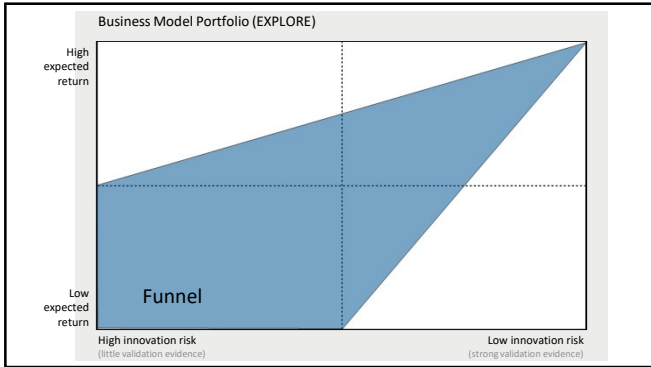 Business Model Portfolio (EXPLORE)
High
expected
return
Funnel
Low
expected
return
High innovation risk
(little validation evidence)
Low innovation risk
(strong validation evidence)